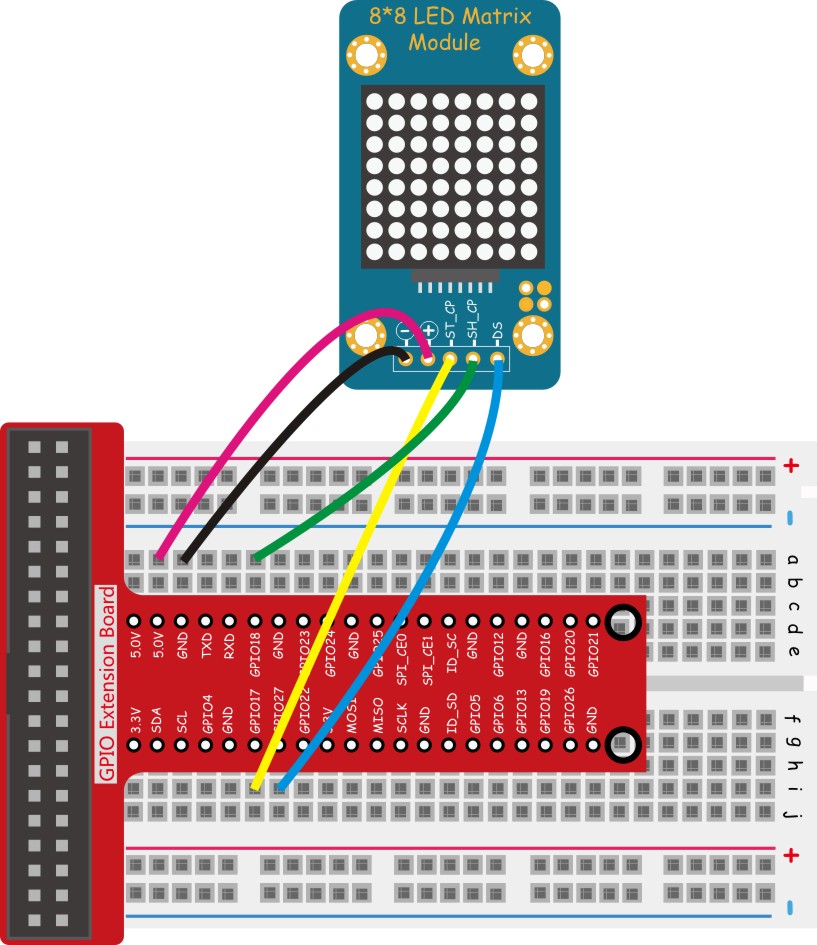 8*8 LED Matrix
Module
ST_CP
SH_CP
DS
+
-
a
b
c
d
e
GPIO Extension Board
5.0V
5.0V
GND
TXD
RXD
GPIO18
GND
GPIO23
GPIO24
GND
GPIO25
SPI_CE0
SPI_CE1
ID_SC
GND
GPIO12
GND
GPIO16
GPIO20
GPIO21
3.3V
SDA
SCL
GPIO4
GND
GPIO17
GPIO27
GPIO22
3.3V
MOSI
MISO
SCLK
GND
ID_SD
GPIO5
GPIO6
GPIO13
GPIO19
GPIO26
GND
f
g
h
i
j
+
-